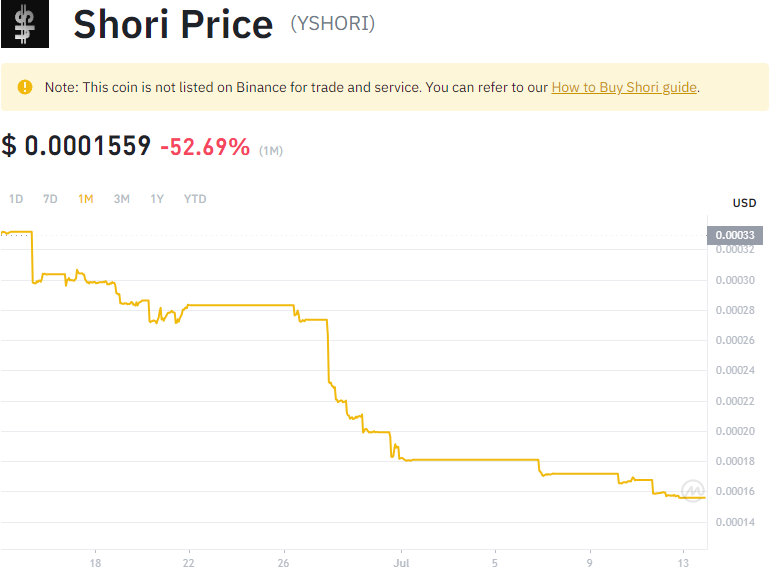 Shori Price (YSHORI)
Note: This coin is not listed on Binance for trade and service. You can refer to our How to Buy Shori guide.
$ 0.0001559 -52.69% (1M)
1D 7D 1M 3M 1Y YTD
USD
0.00033
0.00032
0.00030
0.00028
0.00026
0.00024
0.00022
0.00020
0.00018
0.00016
0.00014
18 22 26 Jul 5 9 13